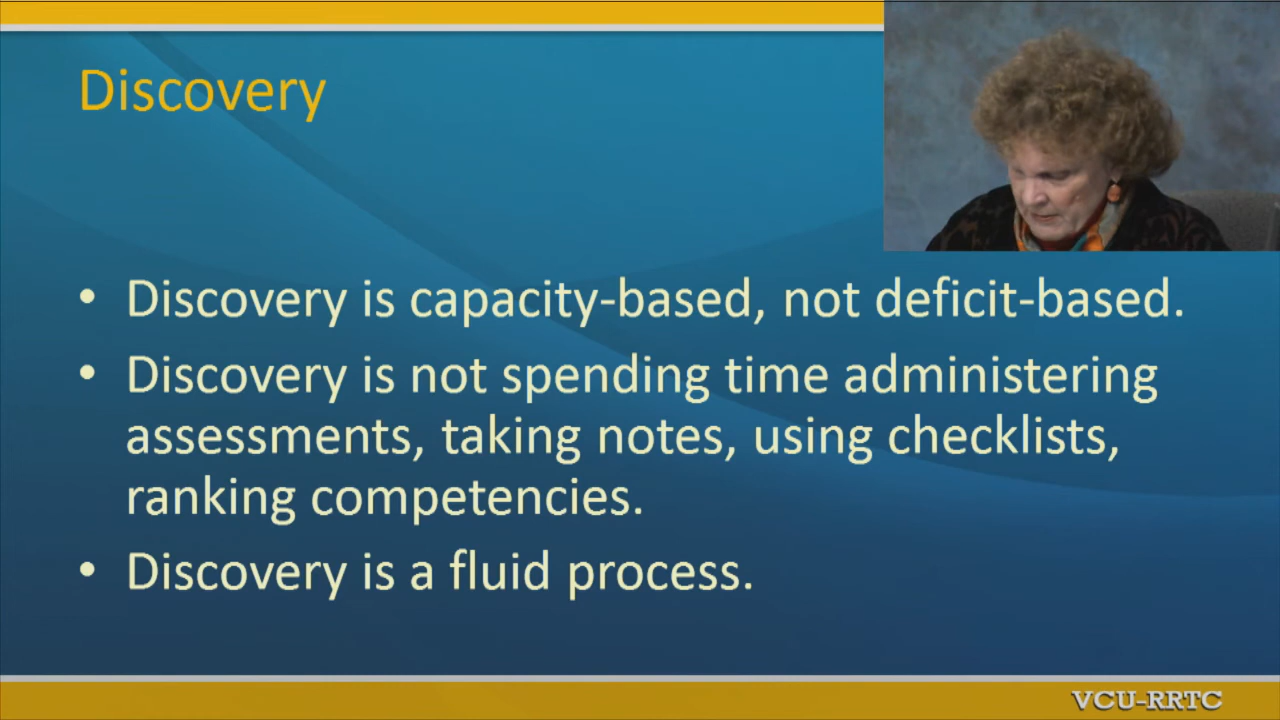 Discovery
• Discovery is capacity-based, not deficit-based.
• Discovery is not spending time administering
assessments, taking notes, using checklists,
ranking competencies.
• Discovery is a fluid process.
VCU-RRTC